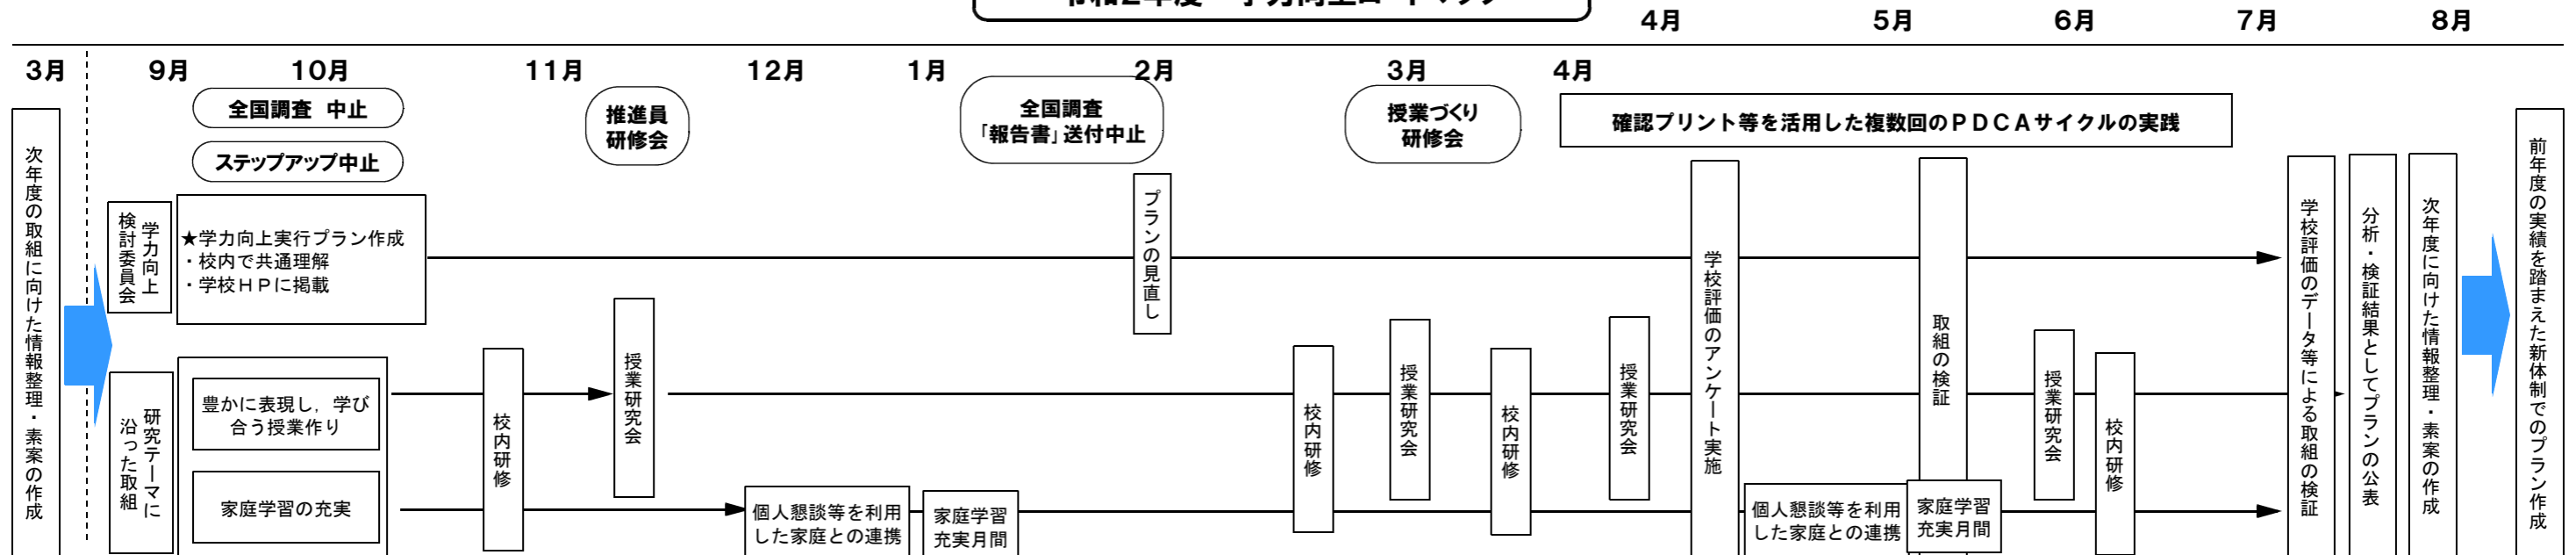 令和2年度 学力向上ロードマップ
4月
5月
6月
7月
8月
3月
9月
10月
11月
12月
1月
2月
3月
4月
全国調査 中止
ステップアップ中止
推進員
研修会
全国調査
「報告書」送付中止
授業づくり
研修会
確認プリント等を活用した複数回のPDCAサイクルの実践
次年度の取組に向けた情報整理・素案の作成
学力向上
検討委員会
★学力向上実行プラン作成
・校内で共通理解
・学校HPに掲載
プランの見直し
研究テーマに
沿った取組
豊かに表現し，学び
合う授業作り
家庭学習の充実
校内研修
授業研究会
個人懇談等を利用
した家庭との連携
家庭学習
充実月間
校内研修
授業研究会
校内研修
授業研究会
学校評価のアンケート実施
個人懇談等を利用
した家庭との連携
取組の検証
家庭学習
充実月間
授業研究会
校内研修
学校評価のデータ等による取組の検証
分析・検証結果としてプランの公表
次年度に向けた情報整理・素案の作成
前年度の実績を踏まえた新体制でのプラン作成